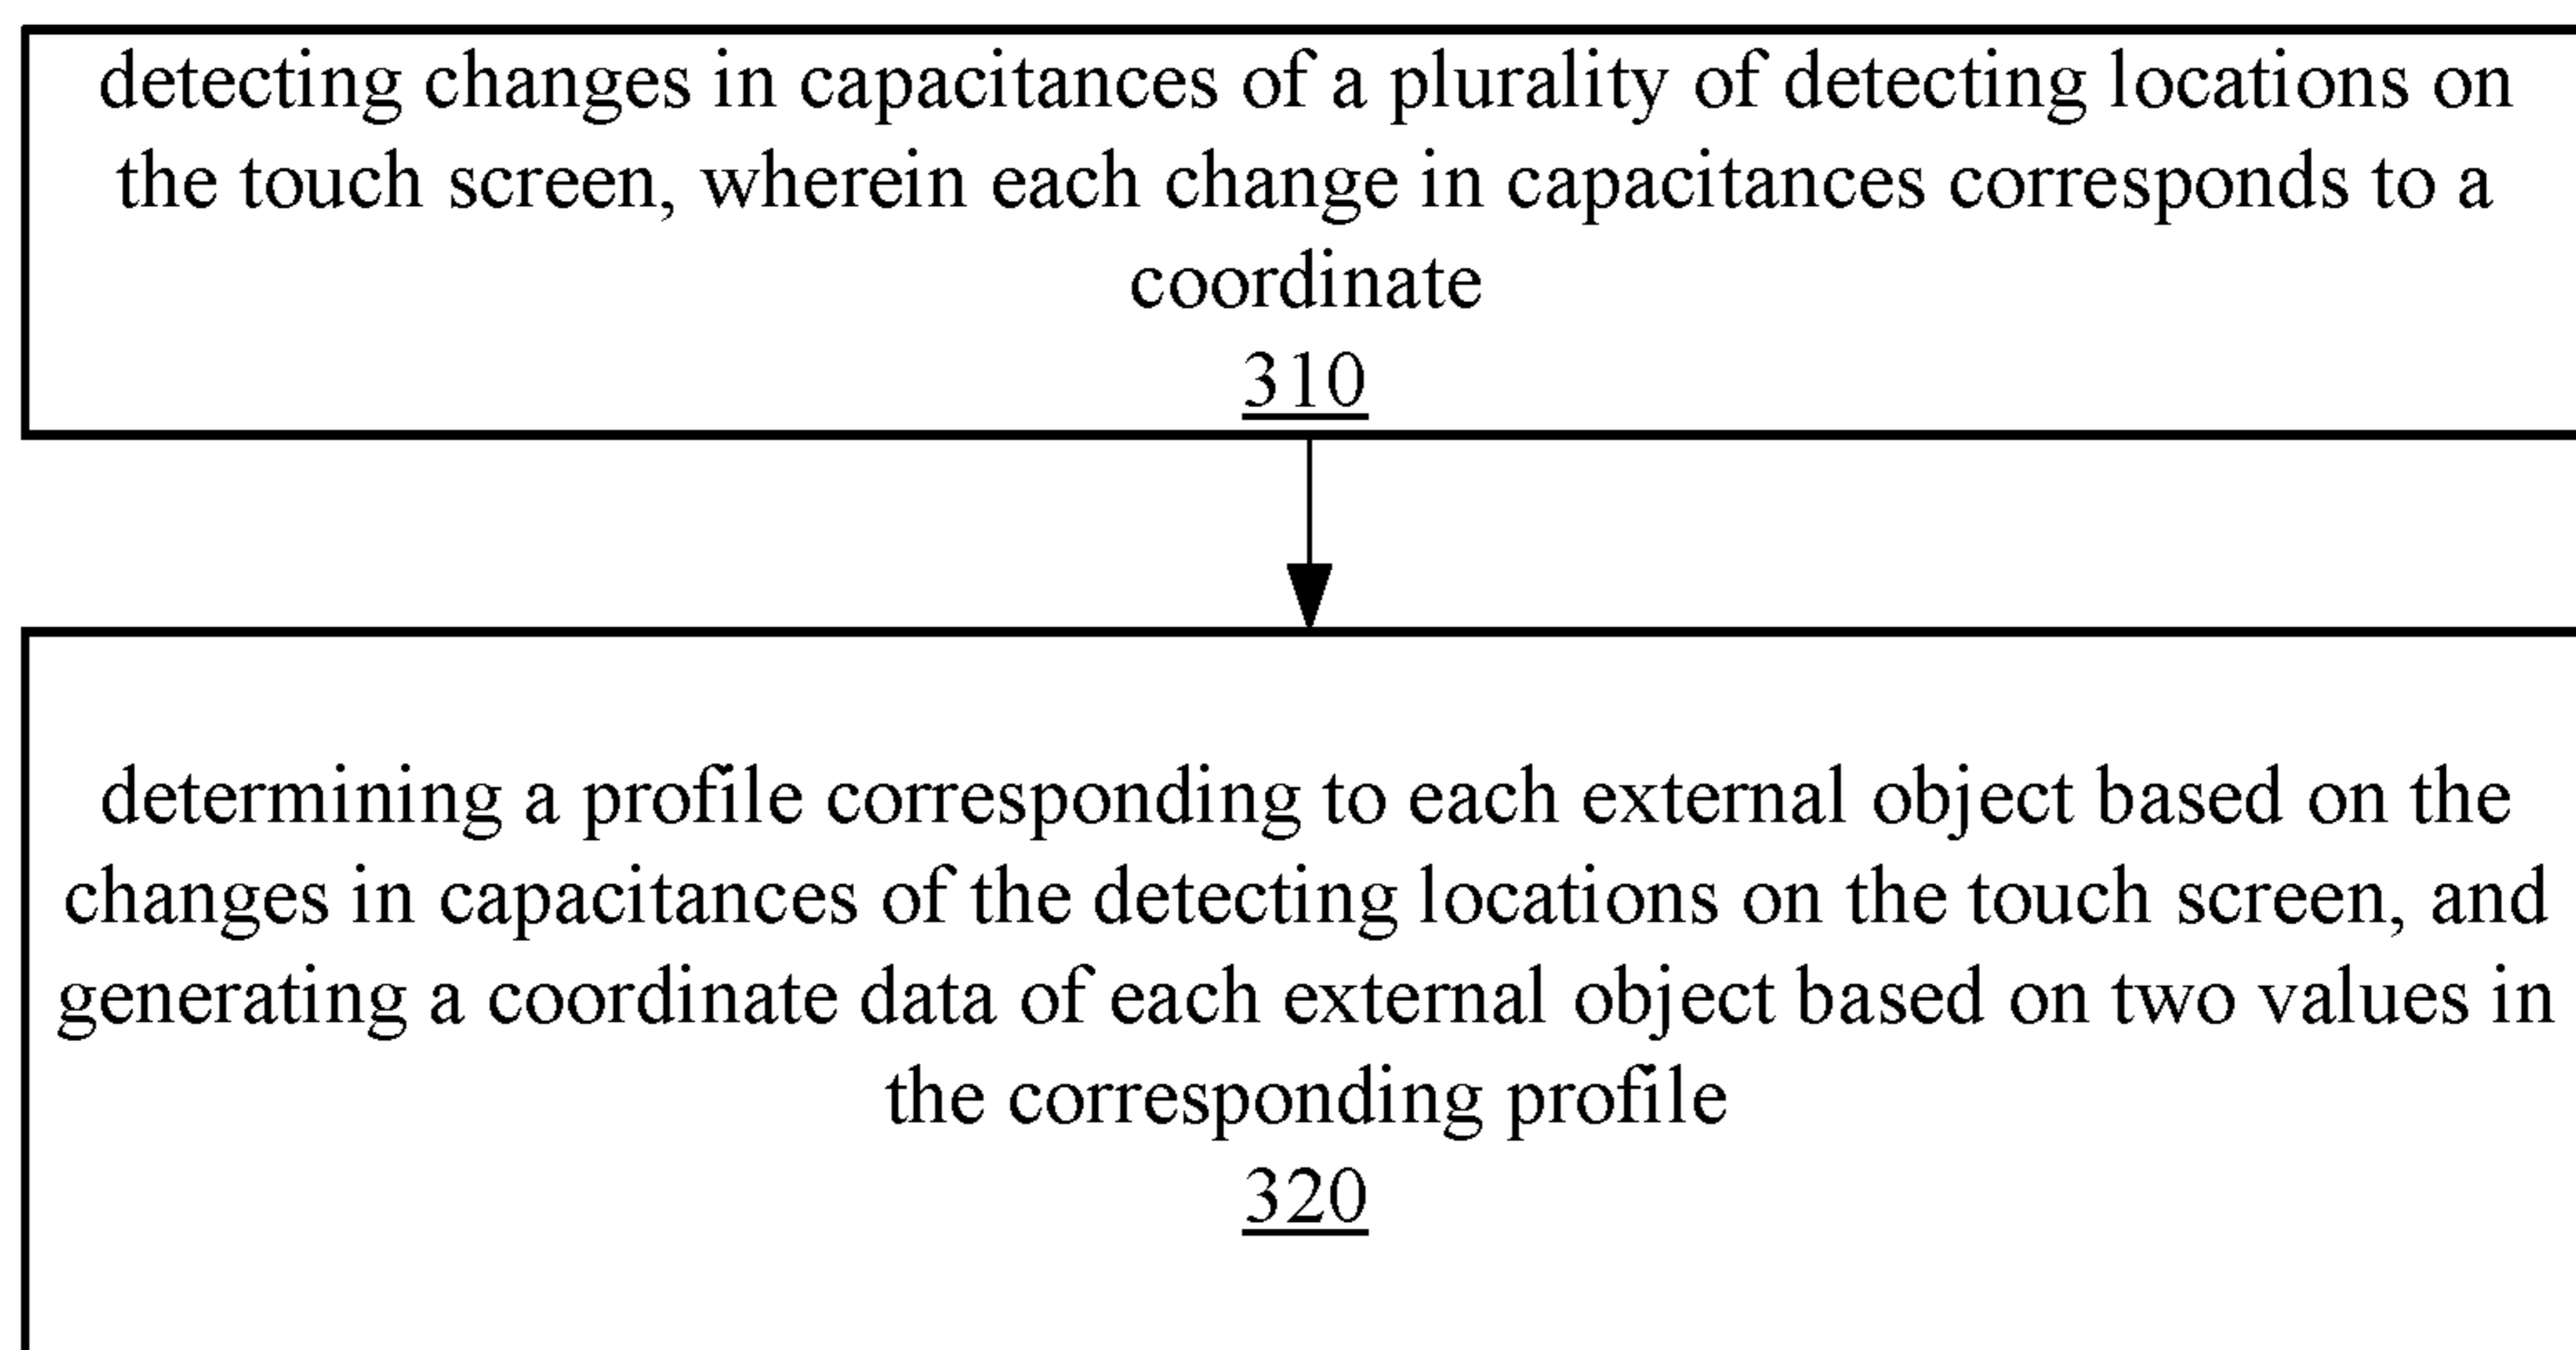 detecting changes in capacitances of a plurality of detecting locations on
the touch screen, wherein each change in capacitances corresponds to a
coordinate
310
determining a profile corresponding to each external object based on the
changes in capacitances of the detecting locations on the touch screen, and
generating a coordinate data of each external object based on two values in
the corresponding profile
320